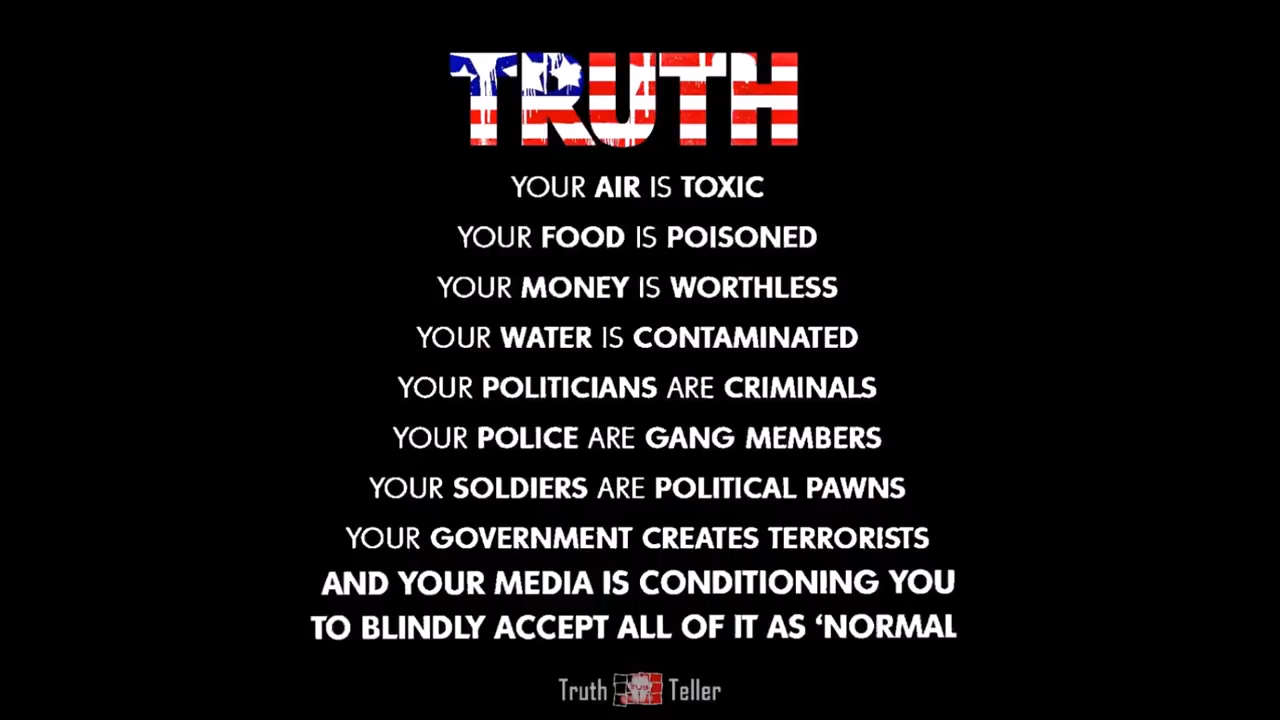 TRUTH
YOUR AIR IS TOXIC
YOUR FOOD IS POISONED
YOUR MONEY IS WORTHLESS
YOUR WATER IS CONTAMINATED
YOUR POLITICIANS ARE CRIMINALS
YOUR POLICE ARE GANG MEMBERS
YOUR SOLDIERS ARE POLITICAL PAWNS
YOUR GOVERNMENT CREATES TERRORISTS
AND YOUR MEDIA IS CONDITIONING YOU
TO BLINDLY ACCEPT ALL OF IT AS ‘NORMAL
Truth Teller